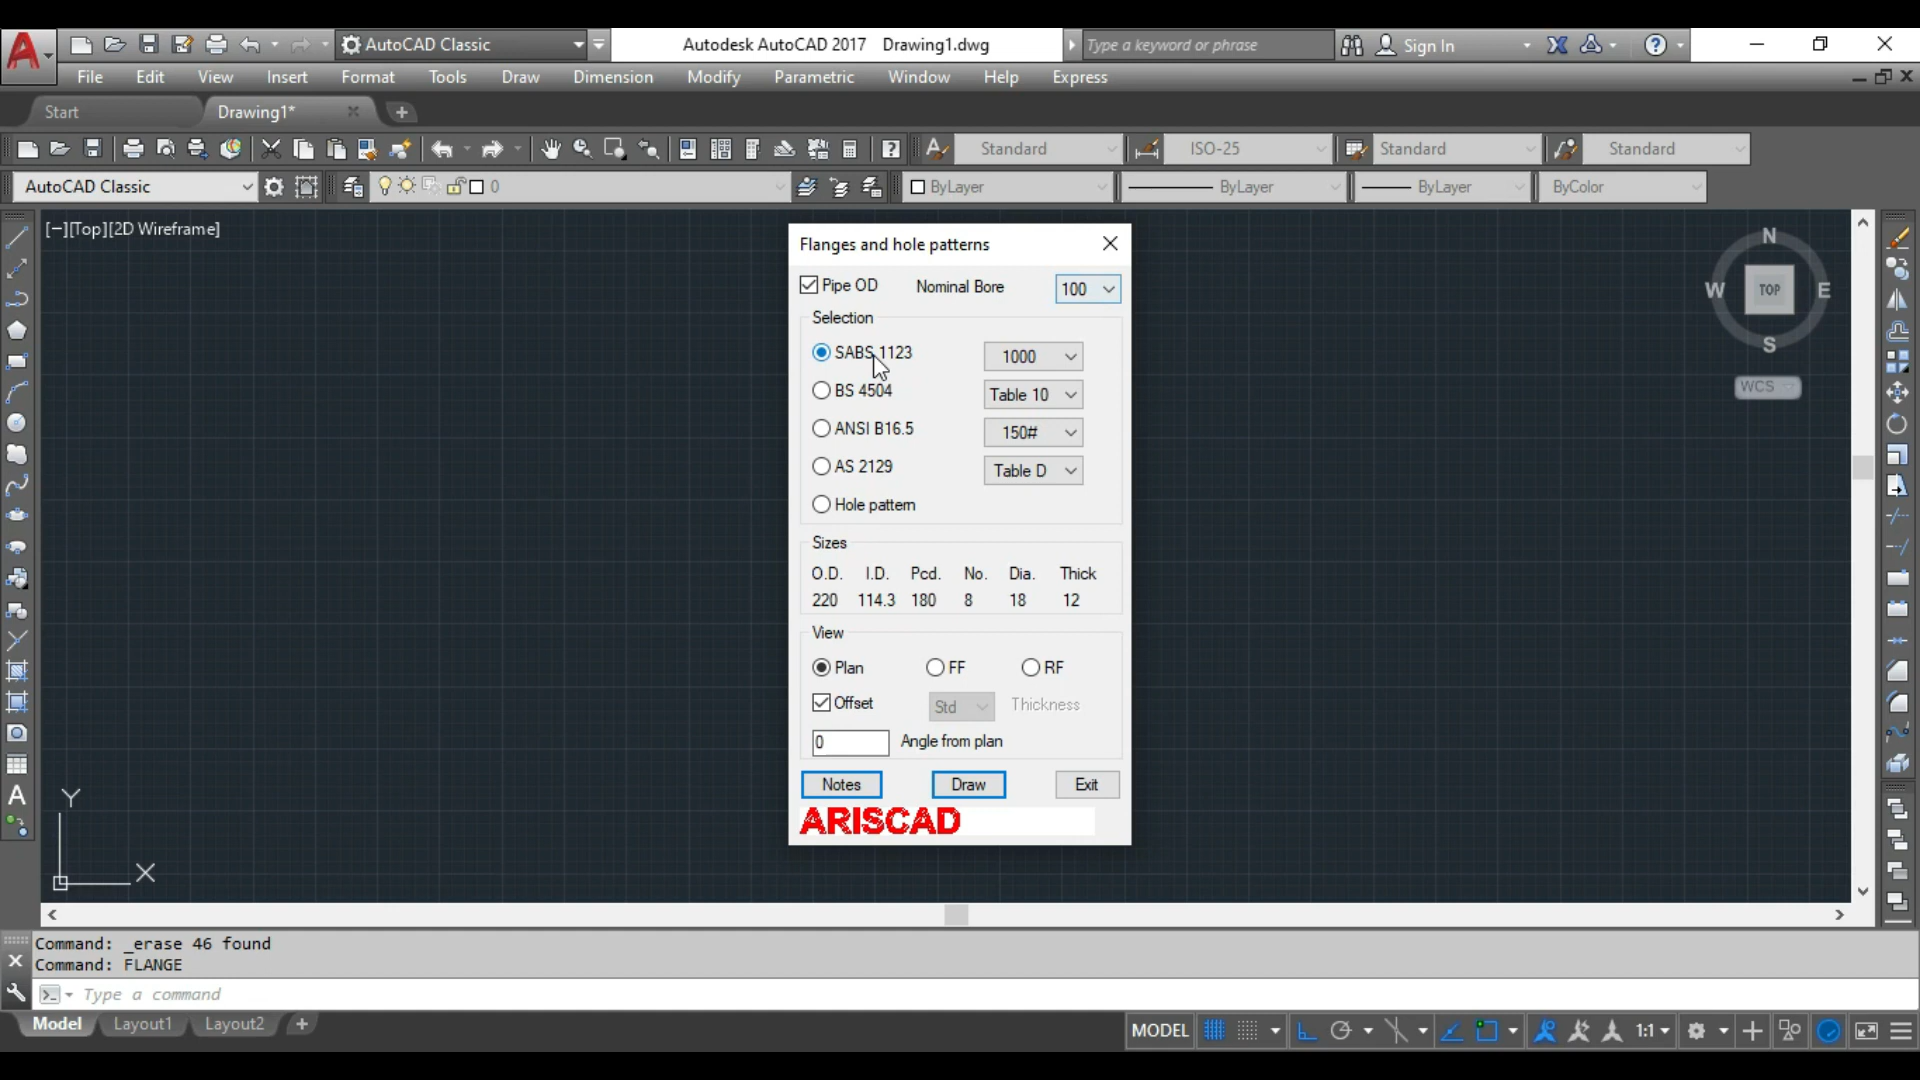 AutoCAD Classic
Autodesk AutoCAD 2017 Drawing1.dwg
Type a keyword or phrase
Sign In
File Edit View Insert Format Tools Draw Dimension Modify Parametric Window Help Express
Start Drawing1*
Standard ISO-25 Standard Standard
AutoCAD Classic 0 ByLayer ByLayer ByLayer ByColor
[−][Top][2D Wireframe]
N
W TOP E
S
WCS
Flanges and hole patterns
Pipe OD Nominal Bore 100
Selection
SABS 1123 1000
BS 4504 Table 10
ANSI B16.5 150#
AS 2129 Table D
Hole pattern
Sizes
O.D. I.D. Pcd. No. Dia. Thick
220 114.3 180 8 18 12
View
Plan FF RF
Offset Std Thickness
0 Angle from plan
Notes Draw Exit
ARISCAD
Y
X
Command: _erase 46 found
Command: FLANGE
Type a command
Model Layout1 Layout2
MODEL 1:1